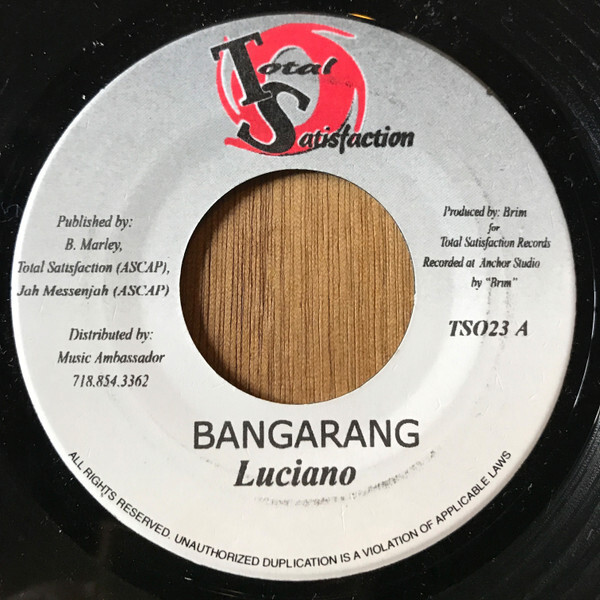 Total
Satisfaction
Published by:
B. Marley,
Total Satisfaction (ASCAP),
Jah Messenjah (ASCAP)
Distributed by:
Music Ambassador
718.854.3362
Produced by: Brim
for
Total Satisfaction Records
Recorded at Anchor Studio
by "Brim"
TSO23 A
BANGARANG
Luciano
ALL RIGHTS RESERVED. UNAUTHORIZED DUPLICATION IS A VIOLATION OF APPLICABLE LAWS